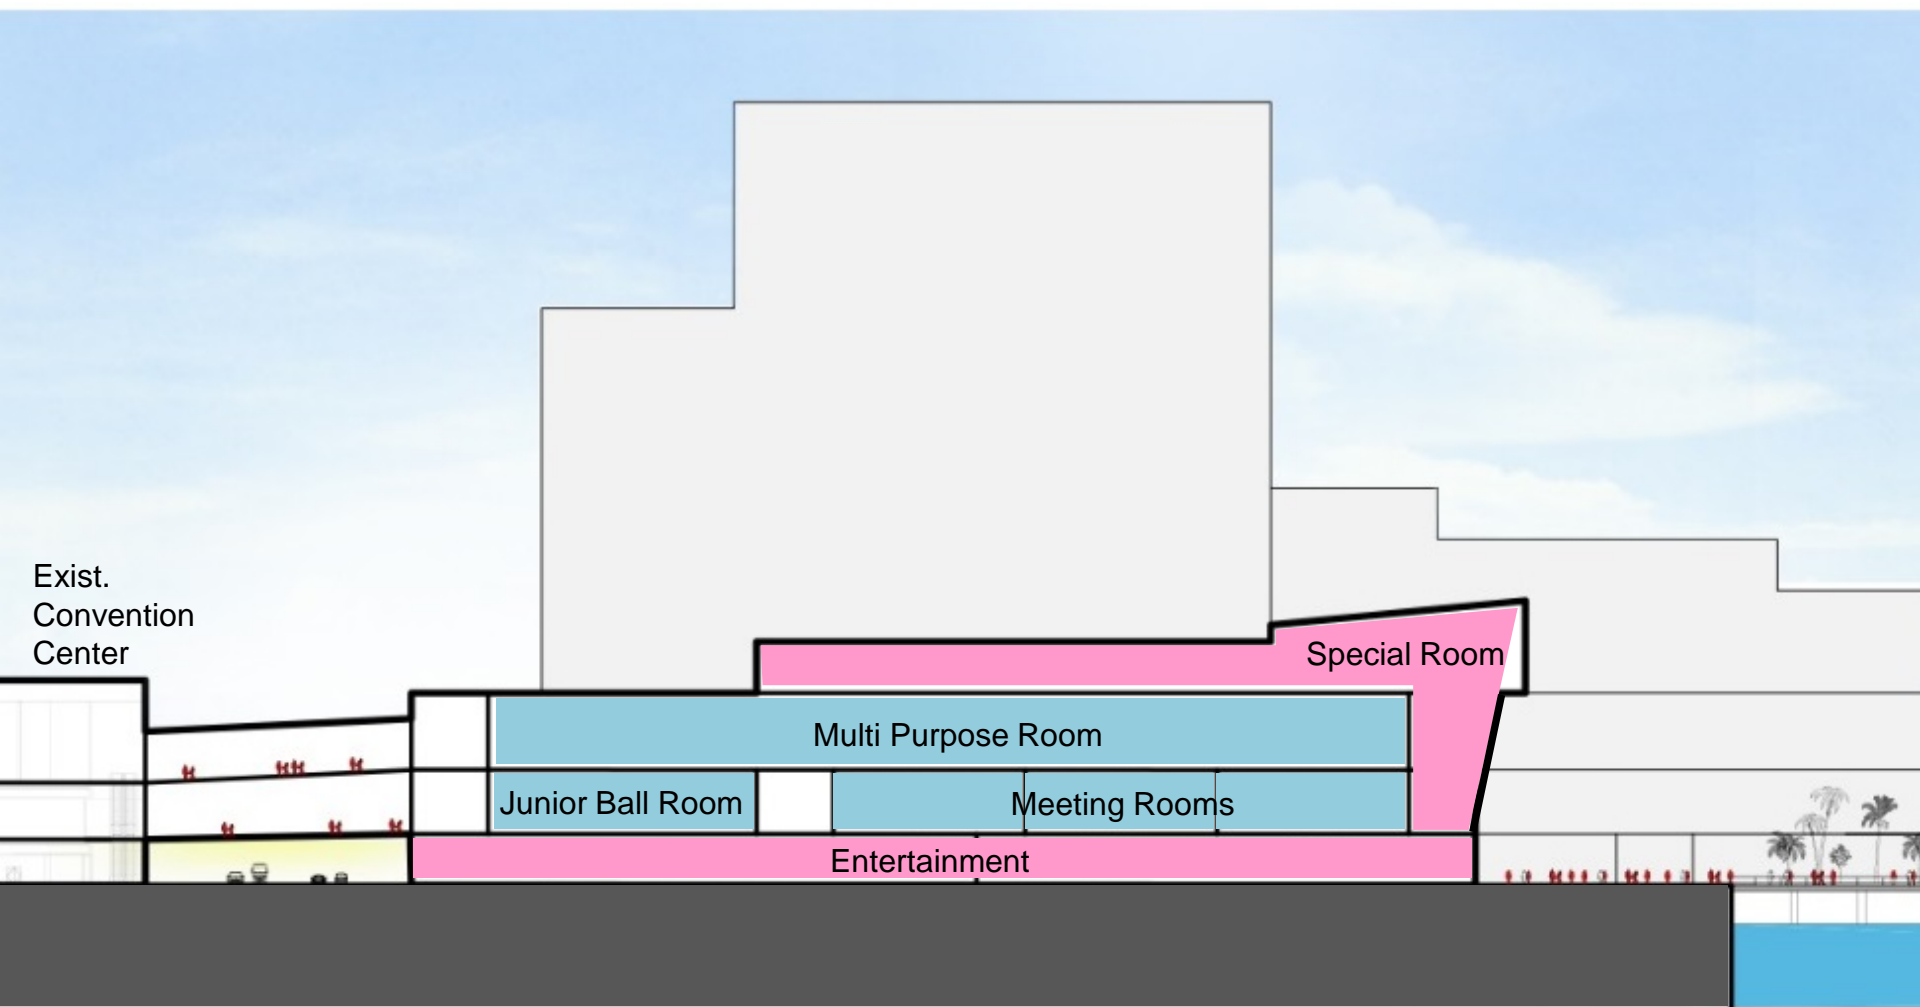 Exist.
Convention
Center
Special Room
Multi Purpose Room
Junior Ball Room
Meeting Rooms
Entertainment